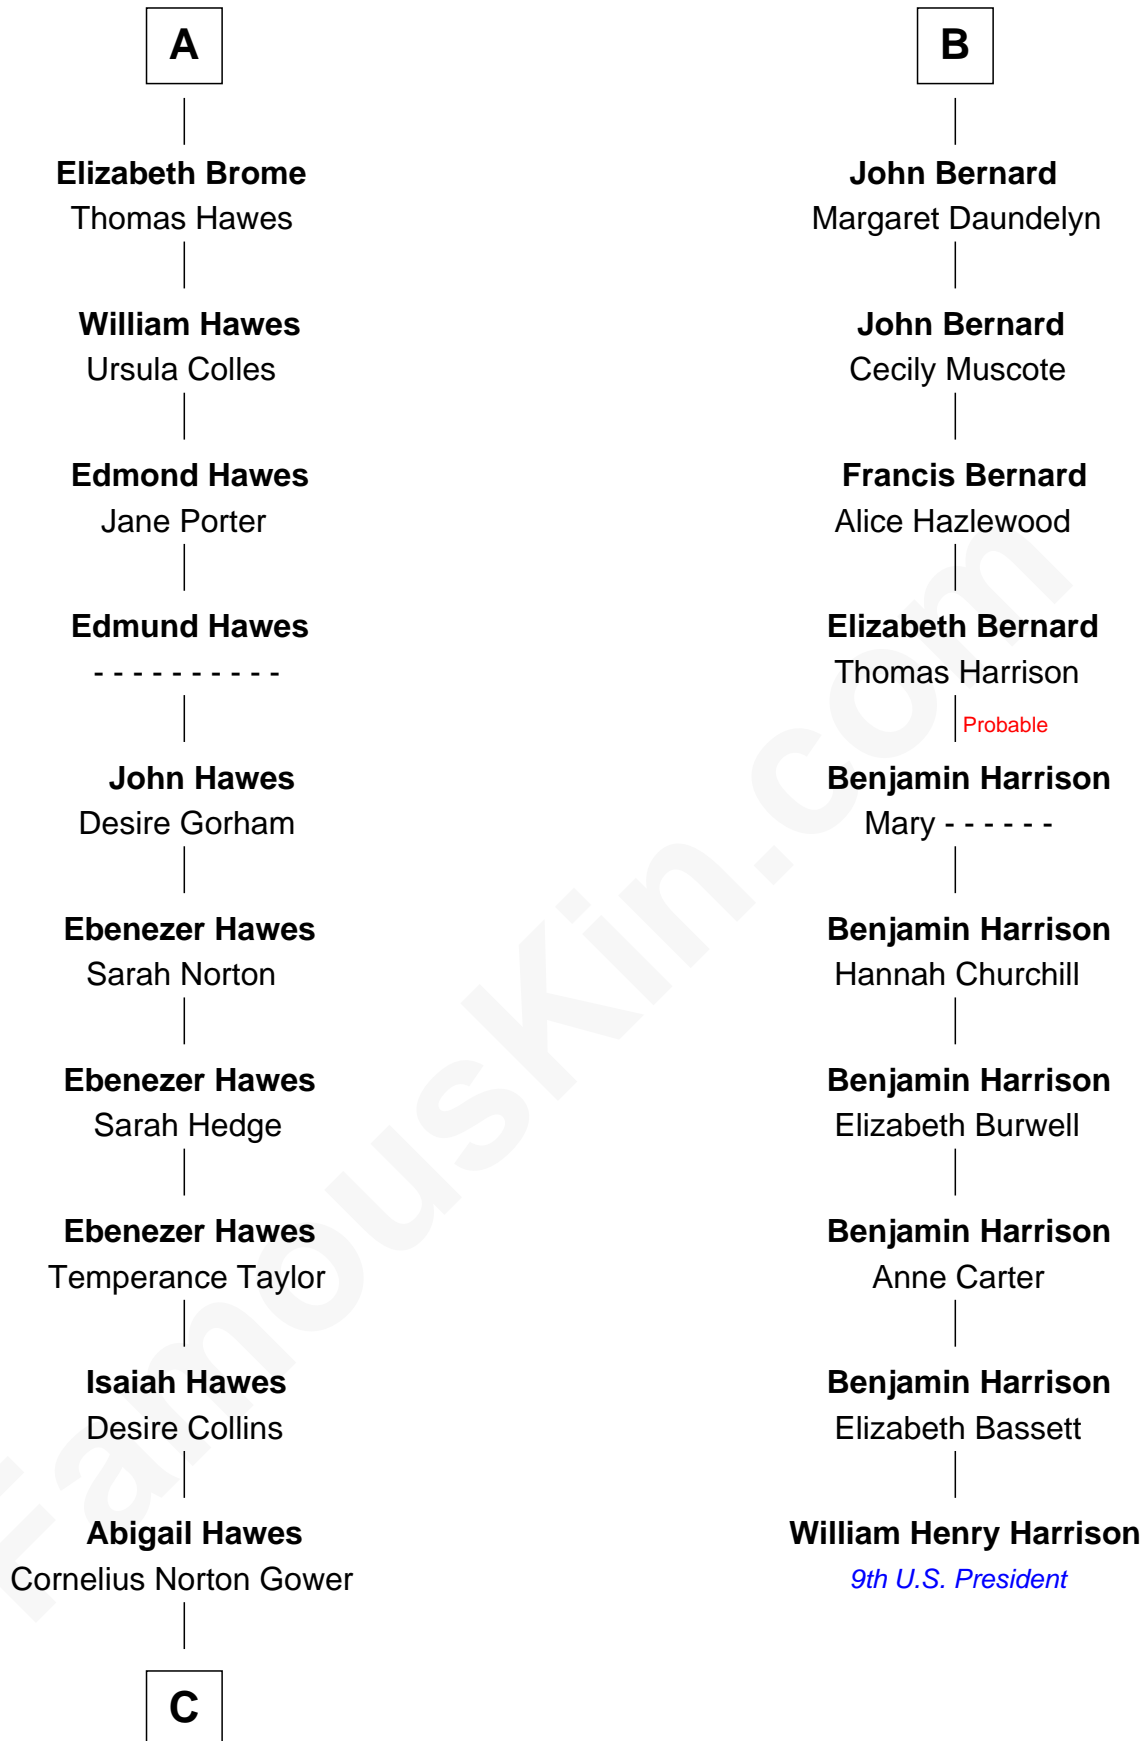 A
Elizabeth Brome
Thomas Hawes
William Hawes
Ursula Colles
Edmond Hawes
Jane Porter
Edmund Hawes
- - - - - - - - - -
John Hawes
Desire Gorham
Ebenezer Hawes
Sarah Norton
Ebenezer Hawes
Sarah Hedge
Ebenezer Hawes
Temperance Taylor
Isaiah Hawes
Desire Collins
Abigail Hawes
Cornelius Norton Gower
C
B
John Bernard
Margaret Daundelyn
John Bernard
Cecily Muscote
Francis Bernard
Alice Hazlewood
Elizabeth Bernard
Thomas Harrison
Probable
Benjamin Harrison
Mary - - - - - -
Benjamin Harrison
Hannah Churchill
Benjamin Harrison
Elizabeth Burwell
Benjamin Harrison
Anne Carter
Benjamin Harrison
Elizabeth Bassett
William Henry Harrison
9th U.S. President
FamousKin.com